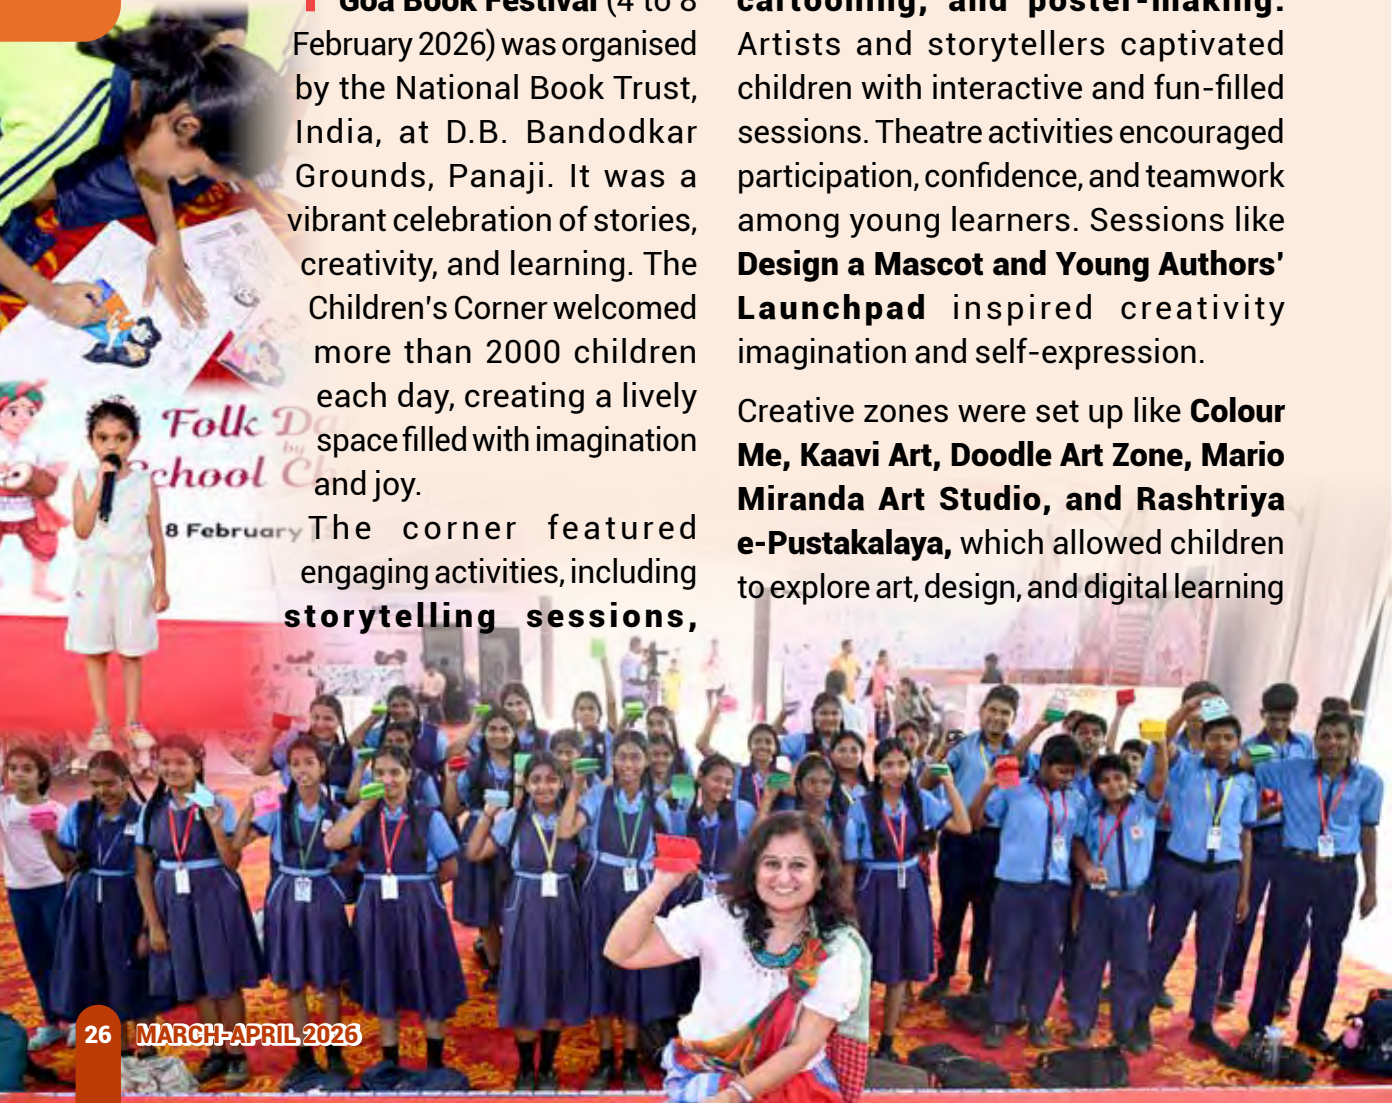 Goa Book Festival (4 to 8
February 2026) was organised
by the National Book Trust,
India, at D.B. Bandodkar
Grounds, Panaji. It was a
vibrant celebration of stories,
creativity, and learning. The
Children's Corner welcomed
more than 2000 children
each day, creating a lively
space filled with imagination
and joy.
The corner featured
engaging activities, including
storytelling sessions,
cartooning, and poster-making.
Artists and storytellers captivated
children with interactive and fun-filled
sessions. Theatre activities encouraged
participation, confidence, and teamwork
among young learners. Sessions like
Design a Mascot and Young Authors’
Launchpad inspired creativity
imagination and self-expression.
Creative zones were set up like Colour
Me, Kaavi Art, Doodle Art Zone, Mario
Miranda Art Studio, and Rashtriya
e-Pustakalaya, which allowed children
to explore art, design, and digital learning
Folk
by
School
8 February
26 MARCH-APRIL 2026